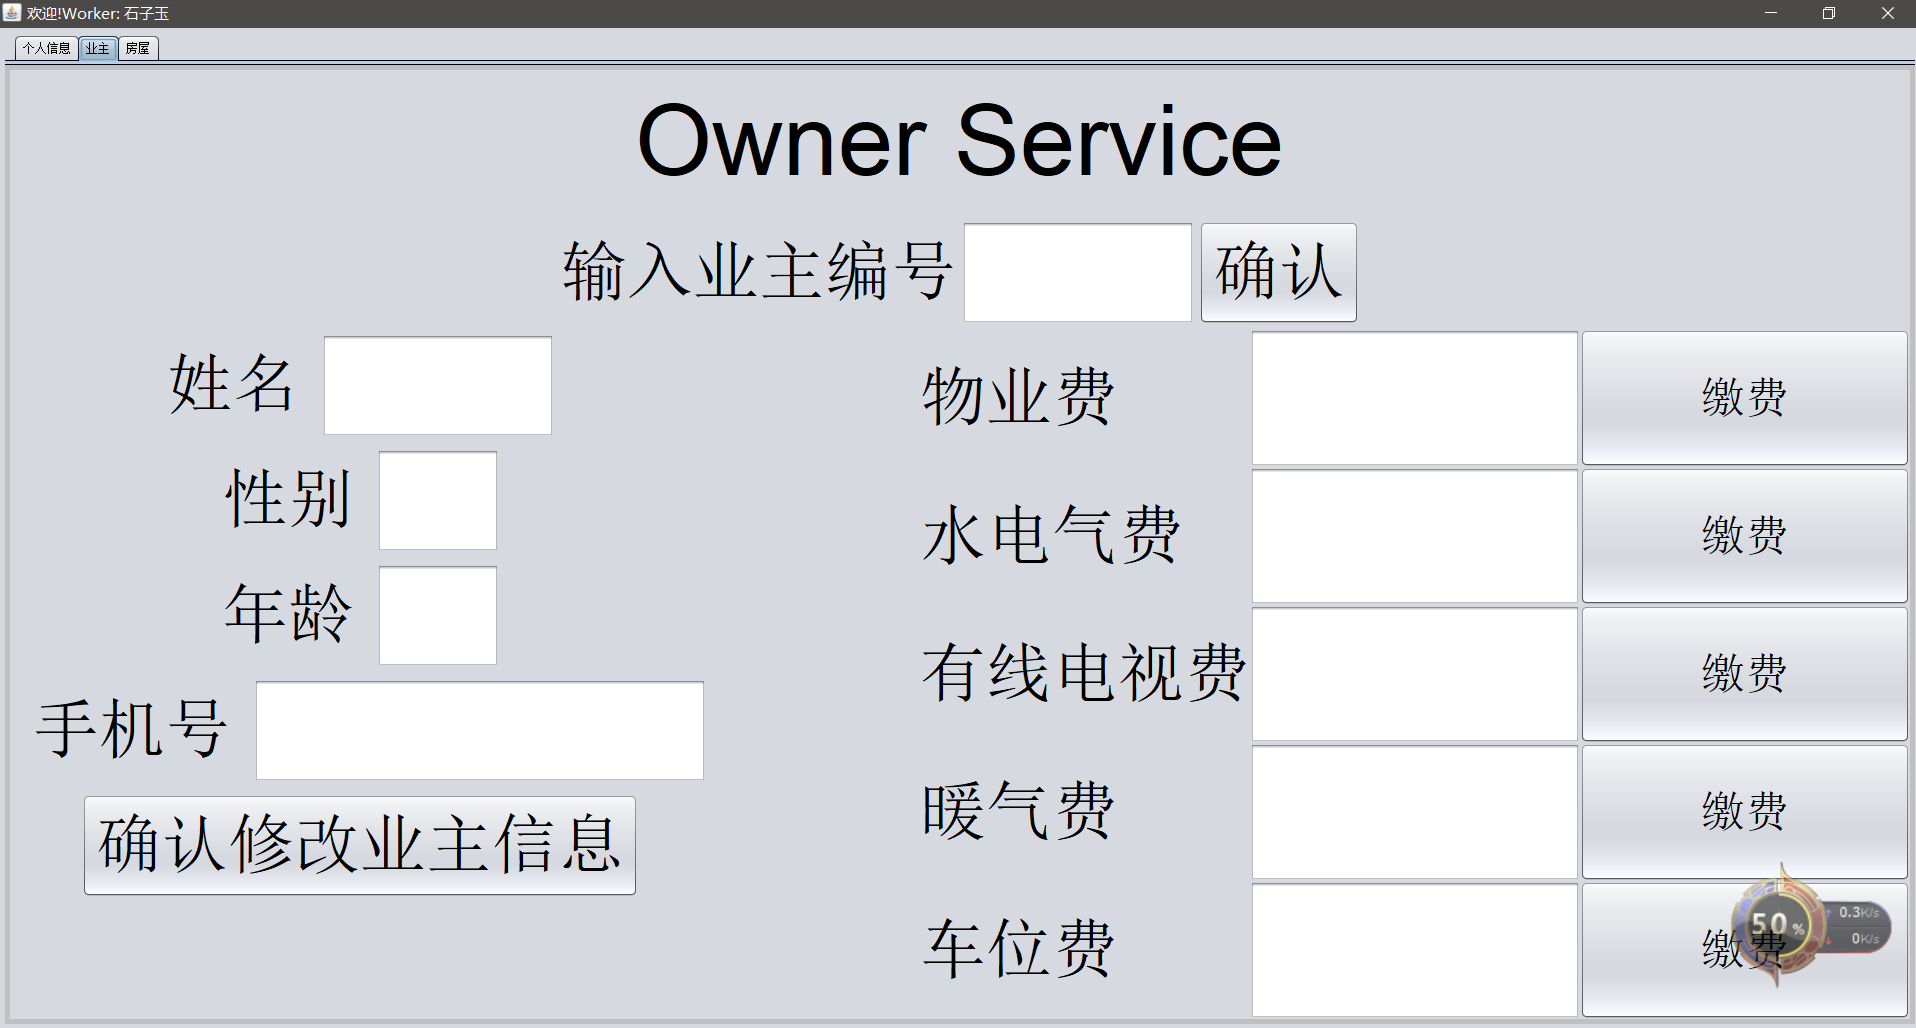 欢迎!Worker: 石子玉
个人信息 业主 房屋
Owner Service
输入业主编号 确认
姓名
性别
年龄
手机号
确认修改业主信息
物业费 缴费
水电气费 缴费
有线电视费 缴费
暖气费 缴费
车位费 缴费
50%
0.3K/s
0K/s